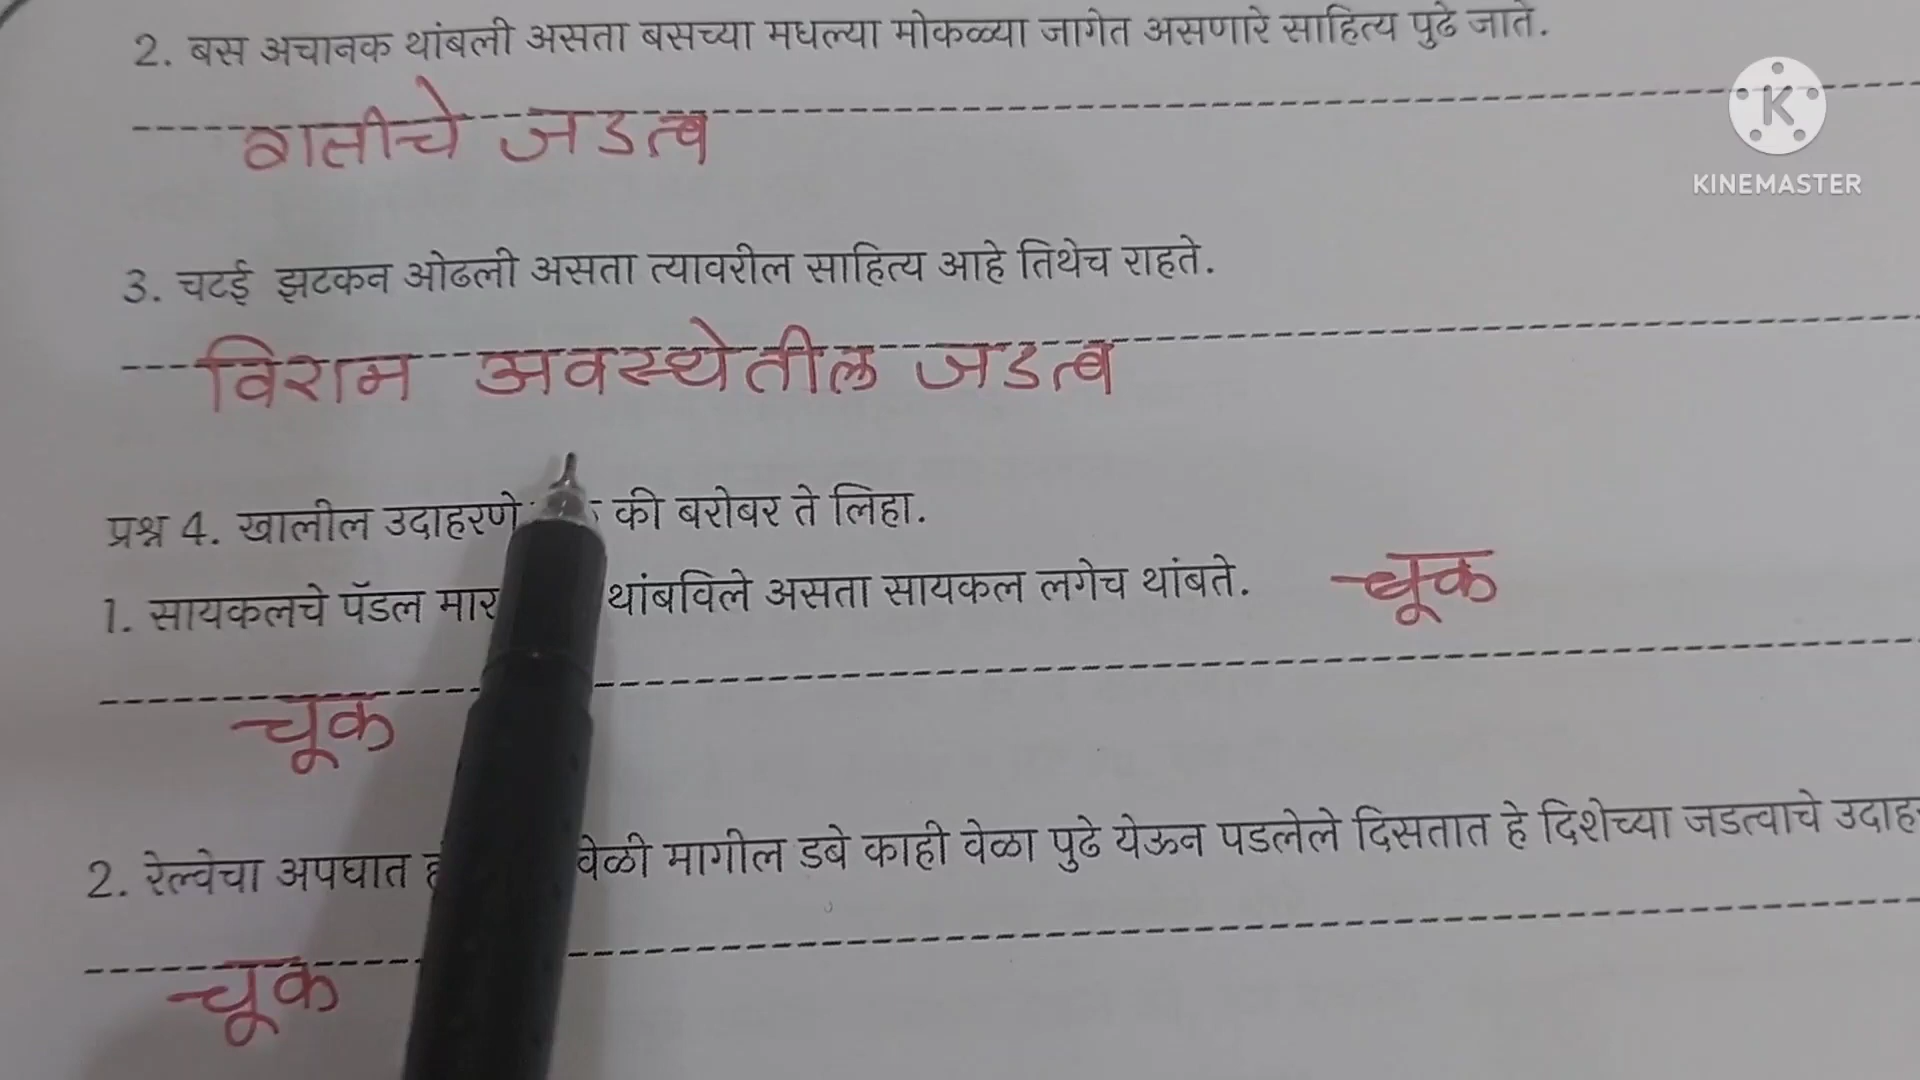 2. बस अचानक थांबली असता बसच्या मधल्या मोकळ्या जागेत असणारे साहित्य पुढे जाते.
गतीचे जडत्व
KINEMASTER
3. चटई झटकन ओढली असता त्यावरील साहित्य आहे तिथेच राहते.
विराम अवस्थेतील जडत्व
प्रश्न 4. खालील उदाहरणे की बरोबर ते लिहा.
1. सायकलचे पॅडल मार थांबविले असता सायकल लगेच थांबते. चूक
चूक
2. रेल्वेचा अपघात वेळी मागील डबे काही वेळा पुढे येऊन पडलेले दिसतात हे दिशेच्या जडत्वाचे उदाह
चूक